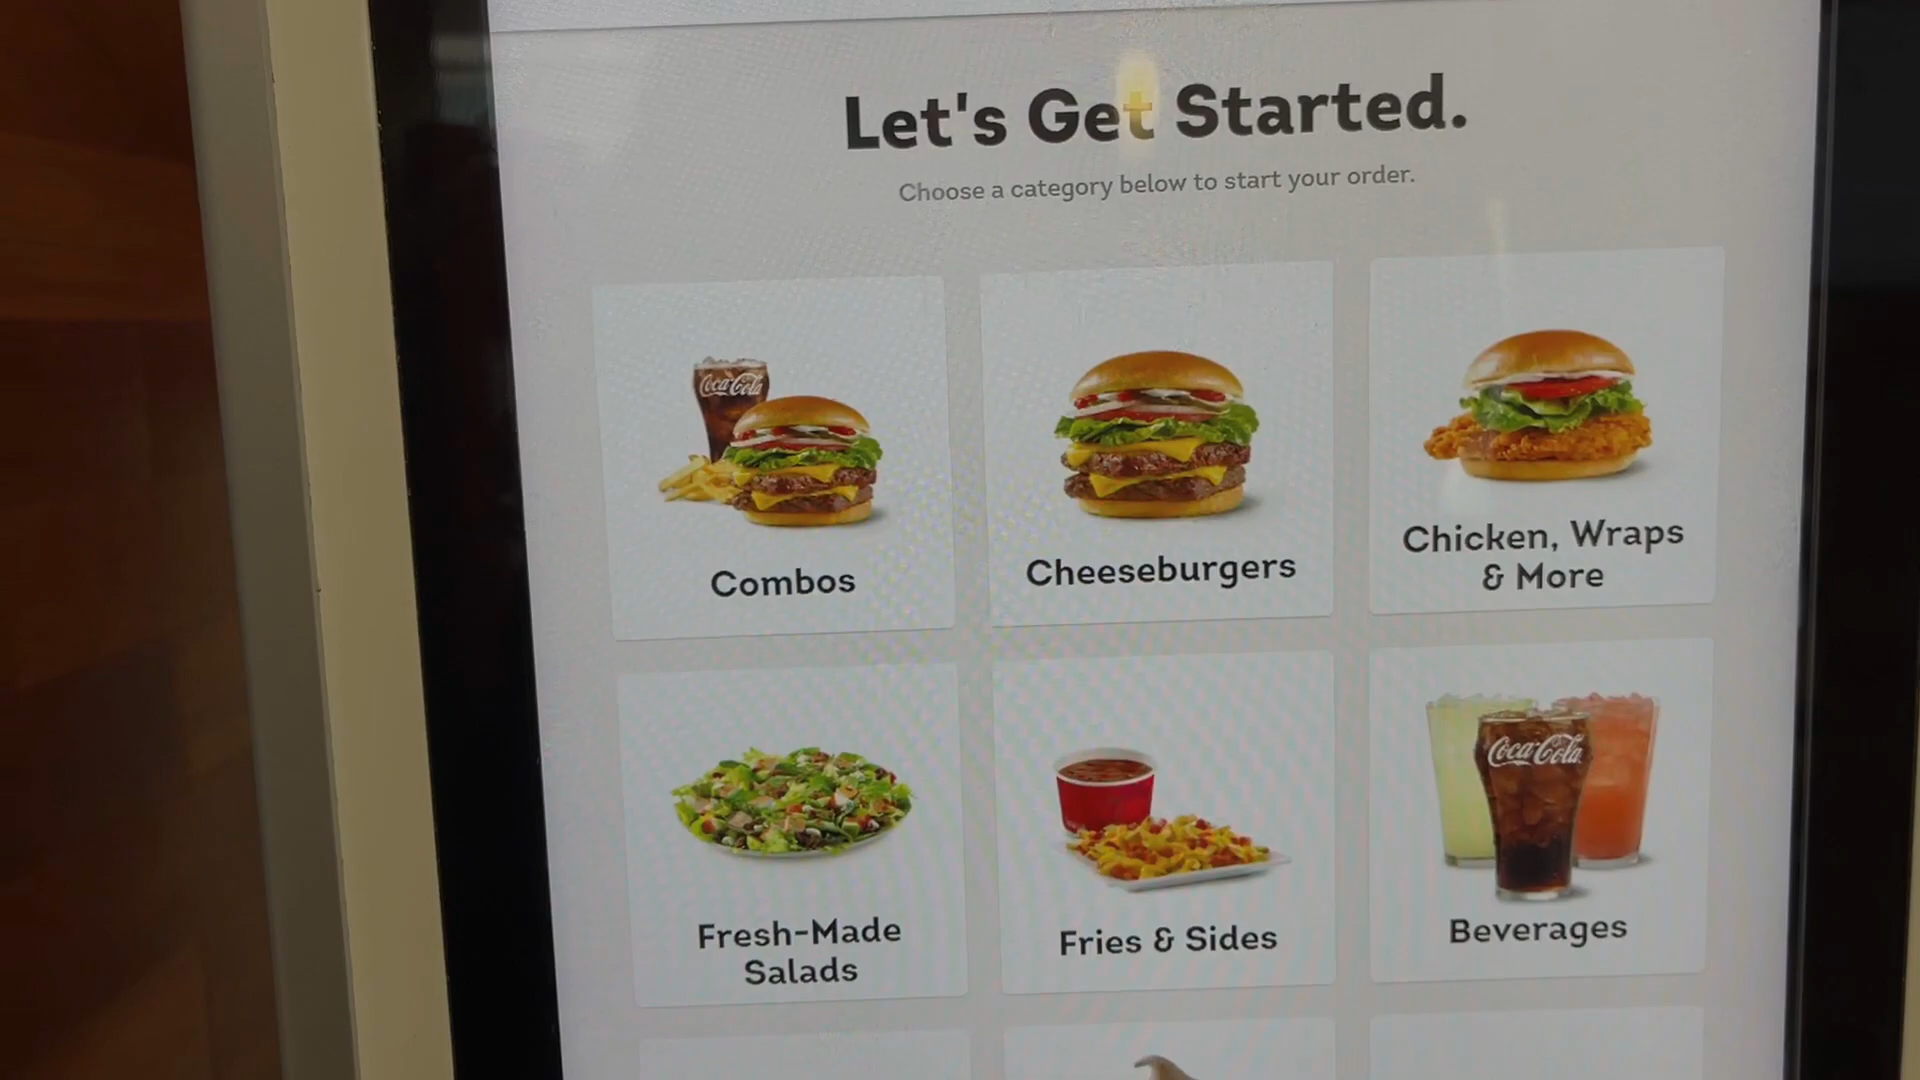 Let's Get Started.
Choose a category below to start your order.
Coca-Cola
Combos
Cheeseburgers
Chicken, Wraps
& More
Coca-Cola
Fresh-Made
Salads
Fries & Sides
Beverages